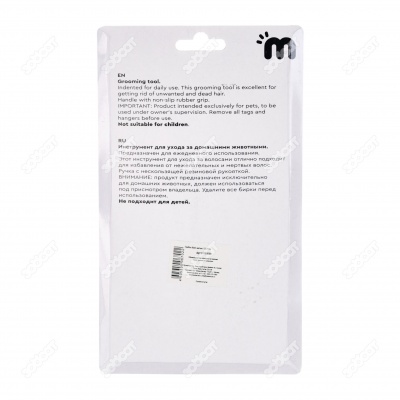 m
EN
Grooming tool.
Indented for daily use. This grooming tool is excellent for
getting rid of unwanted and dead hair.
Handle with non-slip rubber grip.
IMPORTANT: Product intended exclusively for pets, to be
used under owner's supervision. Remove all tags and
hangers before use.
Not suitable for children.
RU
Инструмент для ухода за домашними животными.
Предназначен для ежедневного использования.
Этот инструмент для ухода за волосами отлично подходит
для избавления от нежелательных и мертвых волос.
Ручки с нескользящей резиновой рукояткой.
ВНИМАНИЕ: продукт предназначен исключительно
для домашних животных, должен использоваться
под присмотром владельца. Удалите все бирки перед
использованием.
Не подходит для детей.